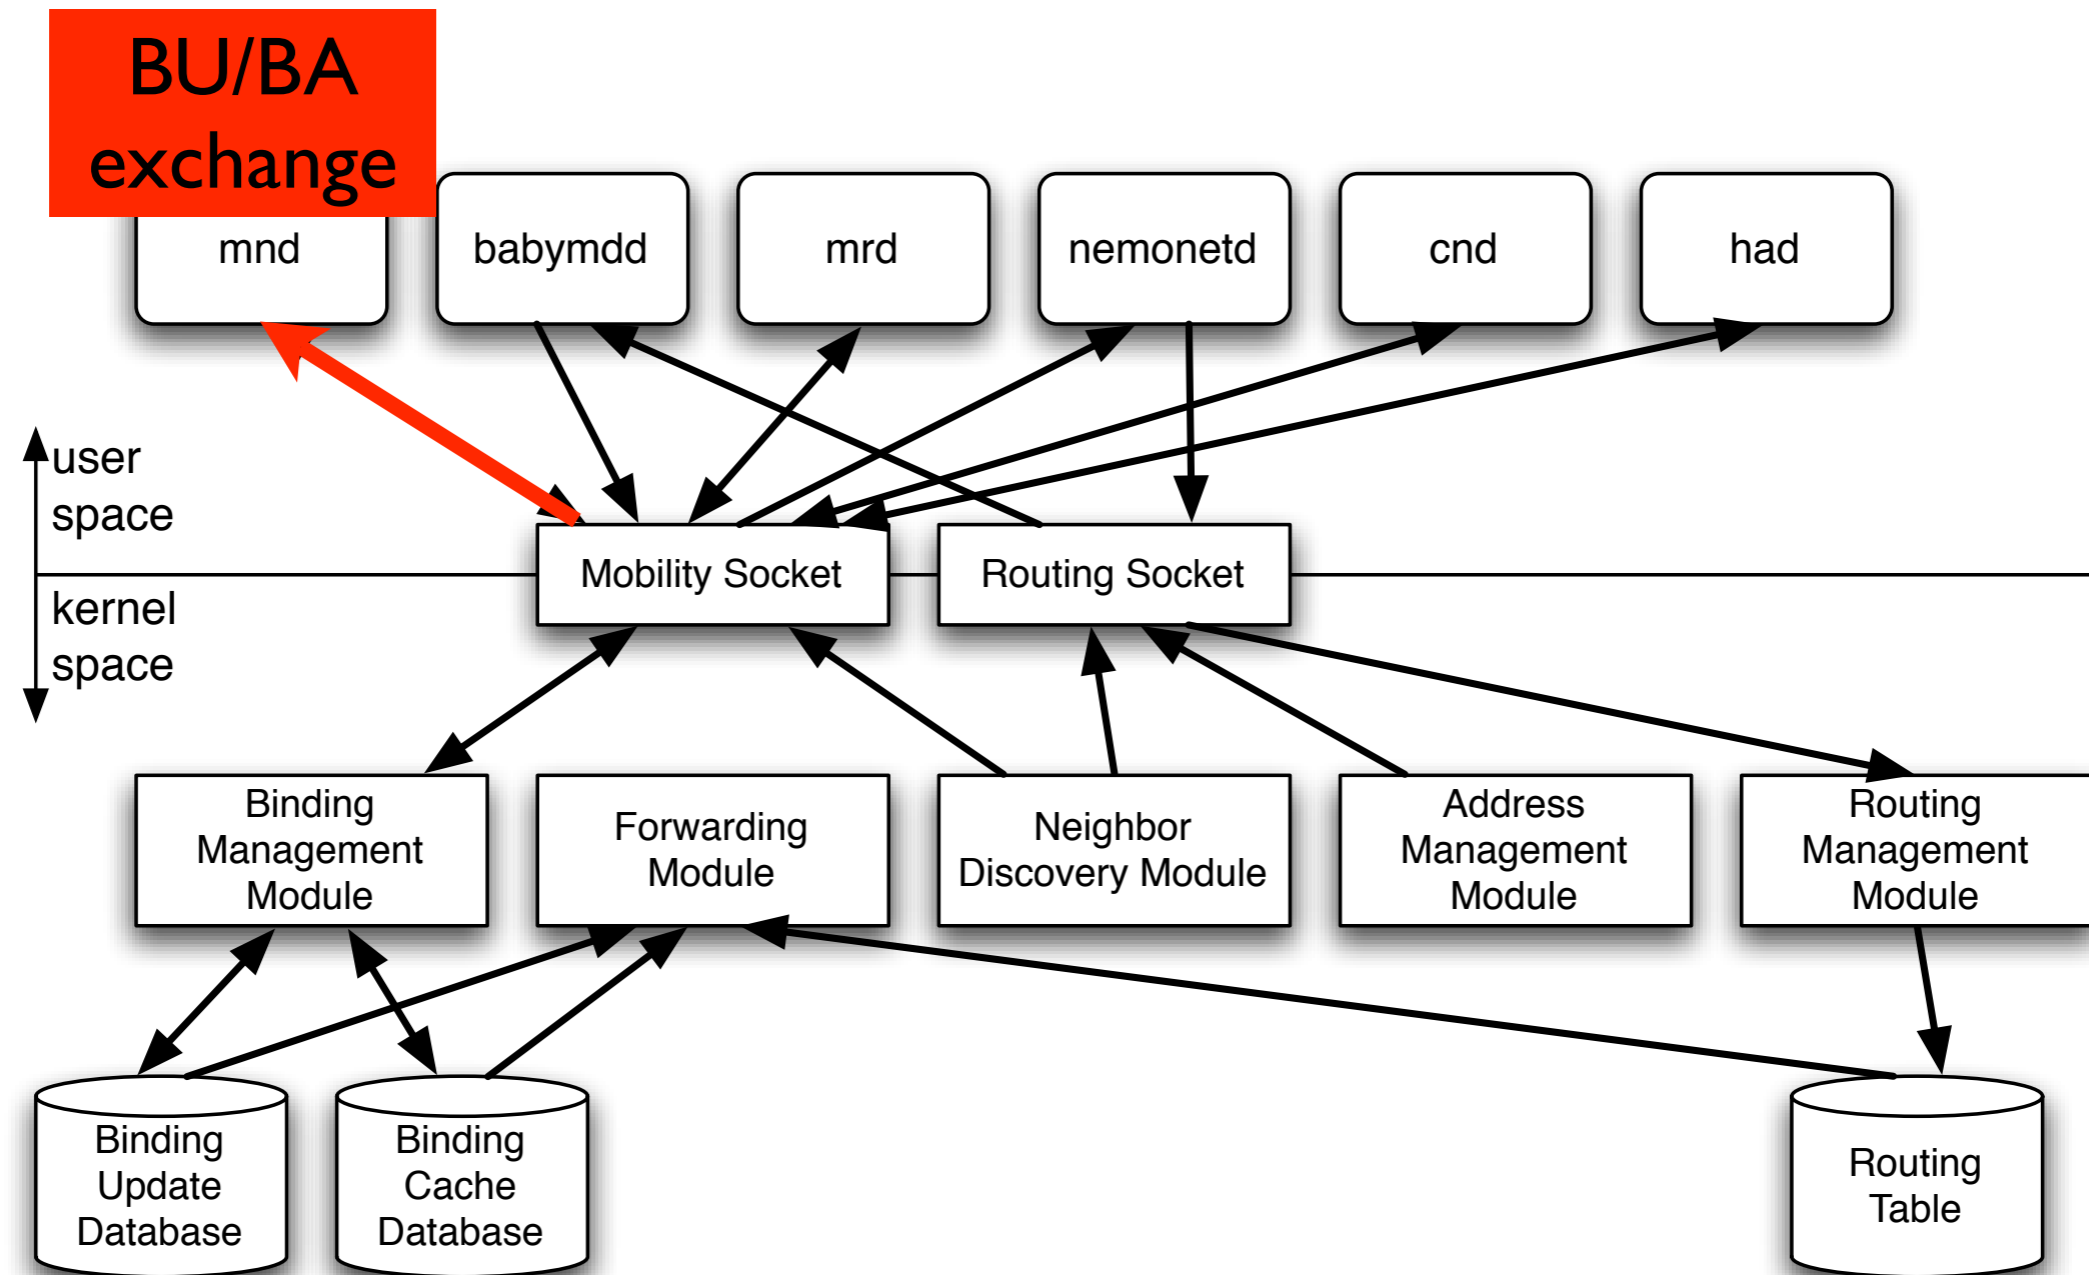 BU/BA
exchange
mnd
babymdd
mrd
nemonetd
cnd
had
user
space
Mobility Socket
Routing Socket
kernel
space
Binding
Management
Module
Forwarding
Module
Neighbor
Discovery Module
Address
Management
Module
Routing
Management
Module
Binding
Update
Database
Binding
Cache
Database
Routing
Table